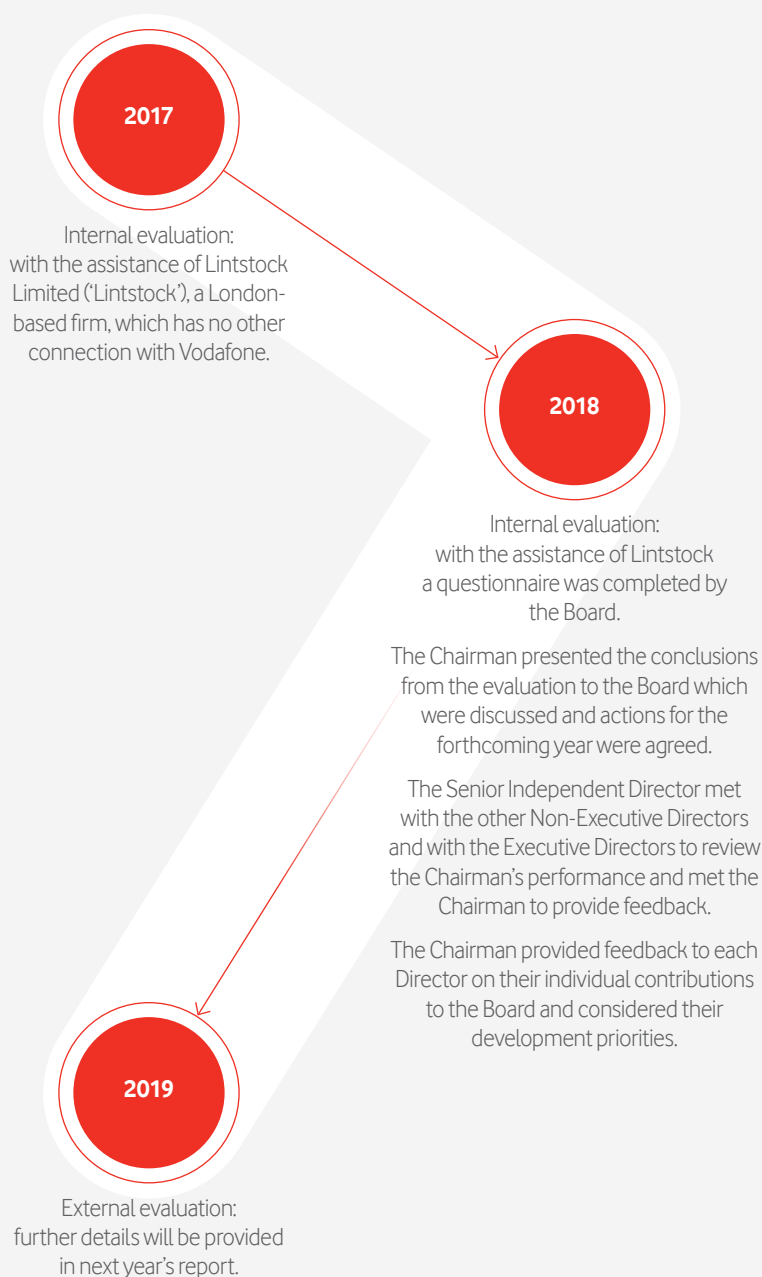 2017
Internal evaluation:
with the assistance of Lintstock
Limited (‘Lintstock’), a London-
based firm, which has no other
connection with Vodafone.
2018
Internal evaluation:
with the assistance of Lintstock
a questionnaire was completed by
the Board.
The Chairman presented the conclusions
from the evaluation to the Board which
were discussed and actions for the
forthcoming year were agreed.
The Senior Independent Director met
with the other Non-Executive Directors
and with the Executive Directors to review
the Chairman’s performance and met the
Chairman to provide feedback.
The Chairman provided feedback to each
Director on their individual contributions
to the Board and considered their
development priorities.
2019
External evaluation:
further details will be provided
in next year’s report.